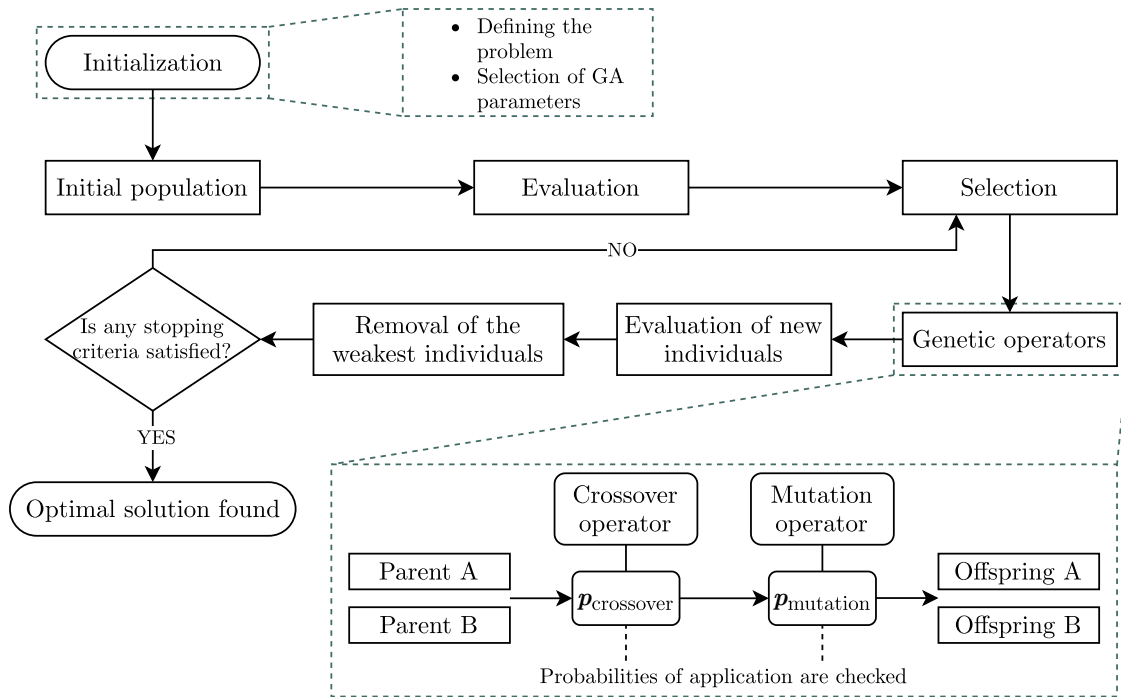 Initialization
• Defining the
problem
• Selection of GA
parameters
Initial population
Evaluation
Selection
NO
Is any stopping
criteria satisfied?
Removal of the
weakest individuals
Evaluation of new
individuals
Genetic operators
YES
Optimal solution found
Crossover
operator
Mutation
operator
Parent A
Parent B
pcrossover
pmutation
Offspring A
Offspring B
Probabilities of application are checked